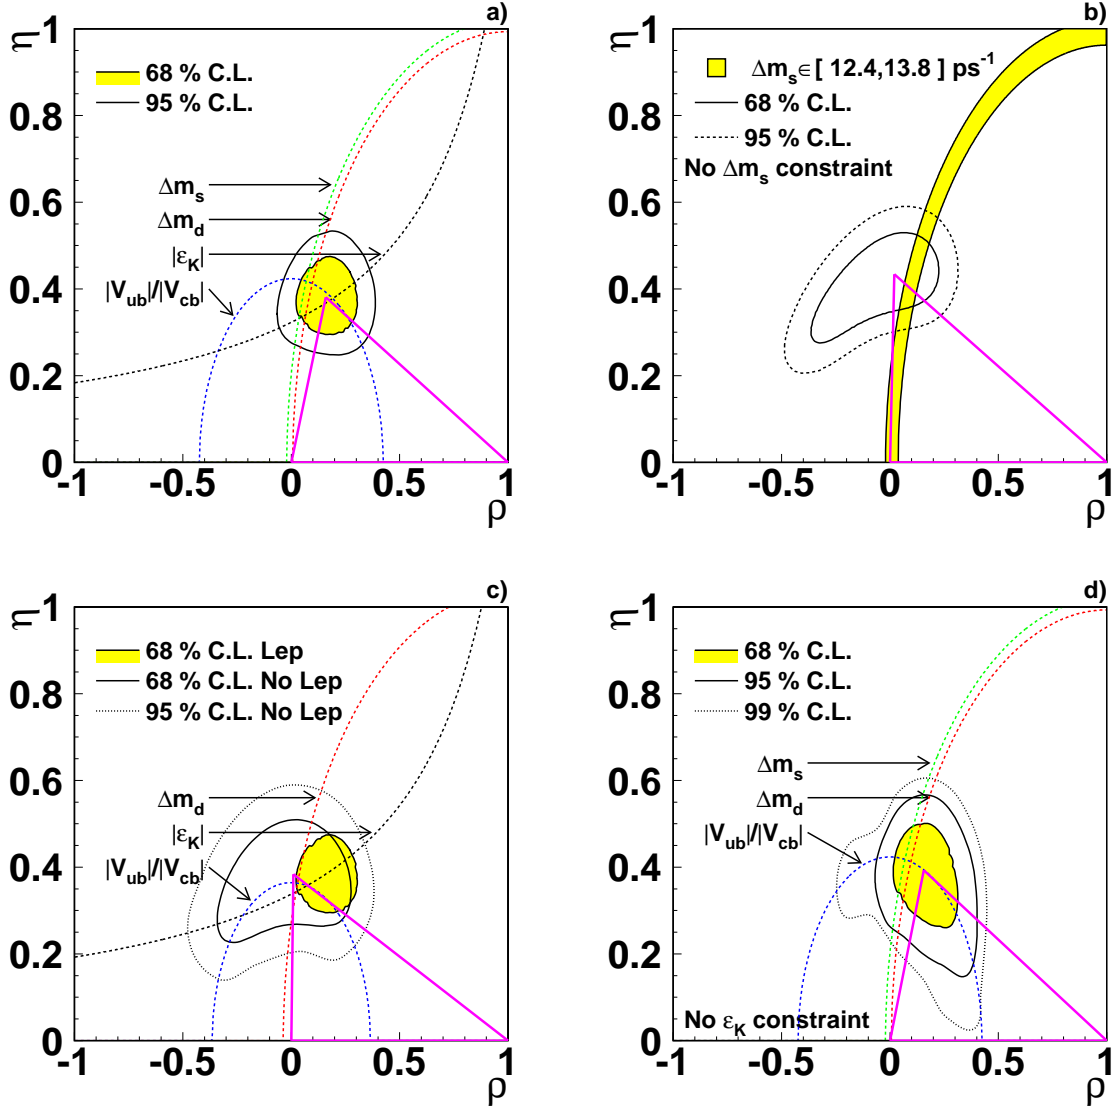 a)
η
1
0.8
0.6
0.4
0.2
0
68 % C.L.
95 % C.L.
Δm_s
Δm_d
|ε_K|
|V_ub|/|V_cb|
-1 -0.5 0 0.5 1
ρ
b)
η
1
0.8
0.6
0.4
0.2
0
Δm_s∈[ 12.4,13.8 ] ps⁻¹
68 % C.L.
95 % C.L.
No Δm_s constraint
-1 -0.5 0 0.5 1
ρ
c)
η
1
0.8
0.6
0.4
0.2
0
68 % C.L. Lep
68 % C.L. No Lep
95 % C.L. No Lep
Δm_d
|ε_K|
|V_ub|/|V_cb|
-1 -0.5 0 0.5 1
ρ
d)
η
1
0.8
0.6
0.4
0.2
0
68 % C.L.
95 % C.L.
99 % C.L.
Δm_s
Δm_d
|V_ub|/|V_cb|
No ε_K constraint
-1 -0.5 0 0.5 1
ρ